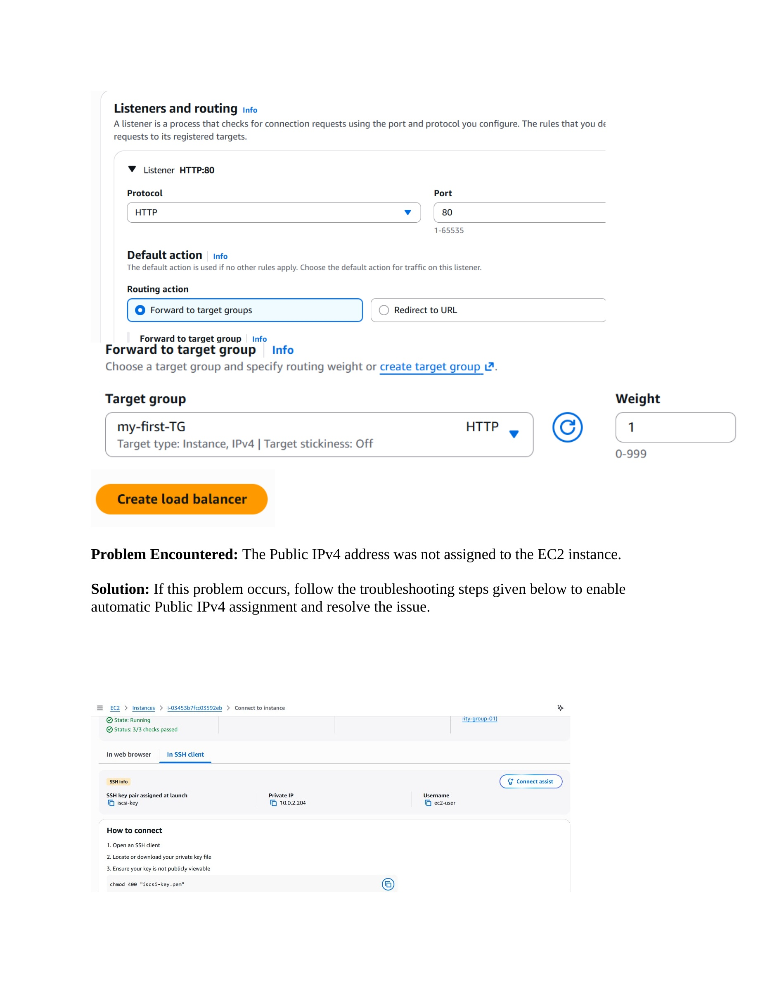 Listeners and routing Info
A listener is a process that checks for connection requests using the port and protocol you configure. The rules that you de
requests to its registered targets.
Listener HTTP:80
Protocol Port
HTTP 80
1-65535
Default action Info
The default action is used if no other rules apply. Choose the default action for traffic on this listener.
Routing action
Forward to target groups Redirect to URL
Forward to target group Info
Forward to target group Info
Choose a target group and specify routing weight or create target group.
Target group Weight
my-first-TG HTTP 1
Target type: Instance, IPv4 | Target stickiness: Off
0-999
Create load balancer
Problem Encountered: The Public IPv4 address was not assigned to the EC2 instance.
Solution: If this problem occurs, follow the troubleshooting steps given below to enable
automatic Public IPv4 assignment and resolve the issue.
EC2 > Instances > i-03453b7fcc03592eb > Connect to instance
State: Running rity-group-01)
Status: 3/3 checks passed
In web browser In SSH client
SSH info Connect assist
SSH key pair assigned at launch Private IP Username
iscsi-key 10.0.2.204 ec2-user
How to connect
1. Open an SSH client
2. Locate or download your private key file
3. Ensure your key is not publicly viewable
chmod 400 "iscsi-key.pem"